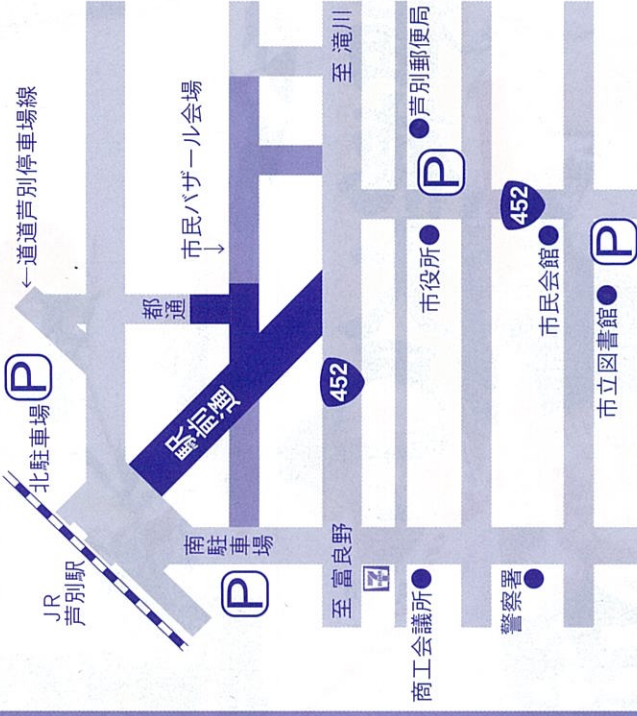 ←道道芦別停車場線
P
北駐車場
JR
芦別駅
都通
市民バザール会場
↓
駅前通
南駐車場
P
至 滝川
452
至 富良野
7
芦別郵便局
P
市役所
商工会議所
452
市民会館
警察署
P
市立図書館